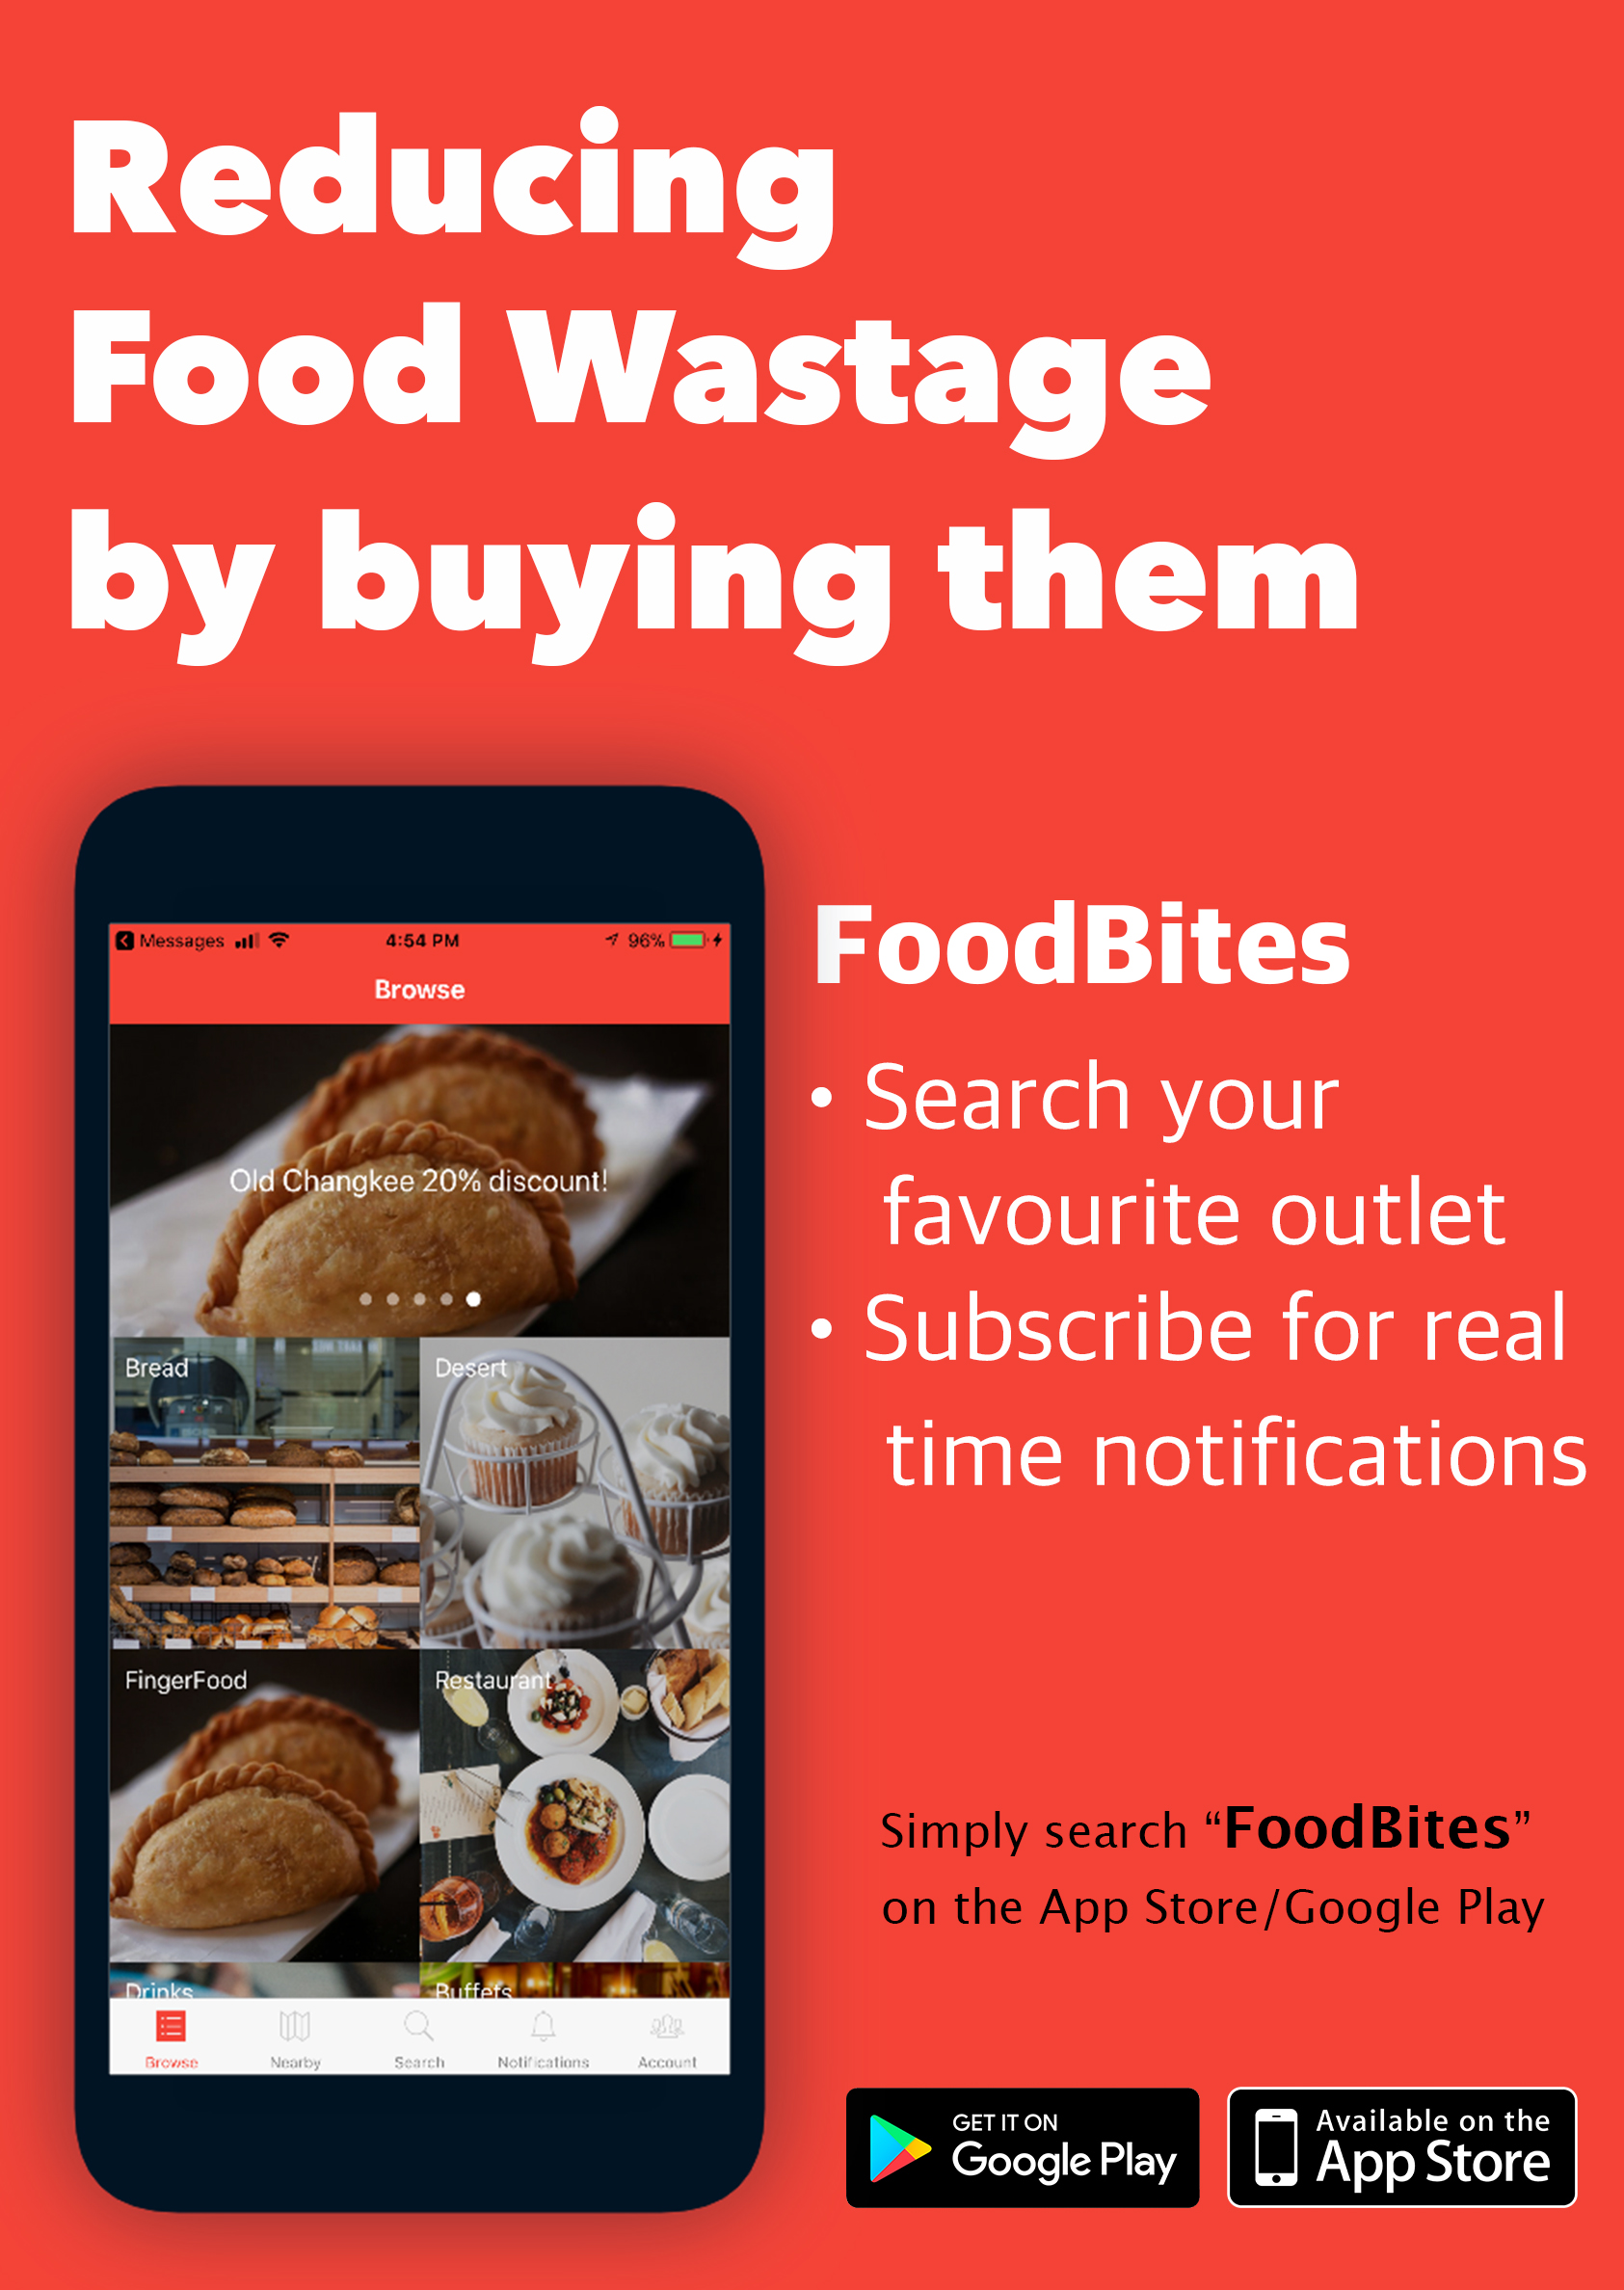 Reducing
Food Wastage
by buying them
Messages 4:54 PM 96%
Browse
Old Changkee 20% discount!
Bread Desert
FingerFood Restaurant
Drinks Buffets
Browse Nearby Search Notifications Account
FoodBites
• Search your
favourite outlet
• Subscribe for real
time notifications
Simply search “FoodBites”
on the App Store/Google Play
GET IT ON
Google Play
Available on the
App Store